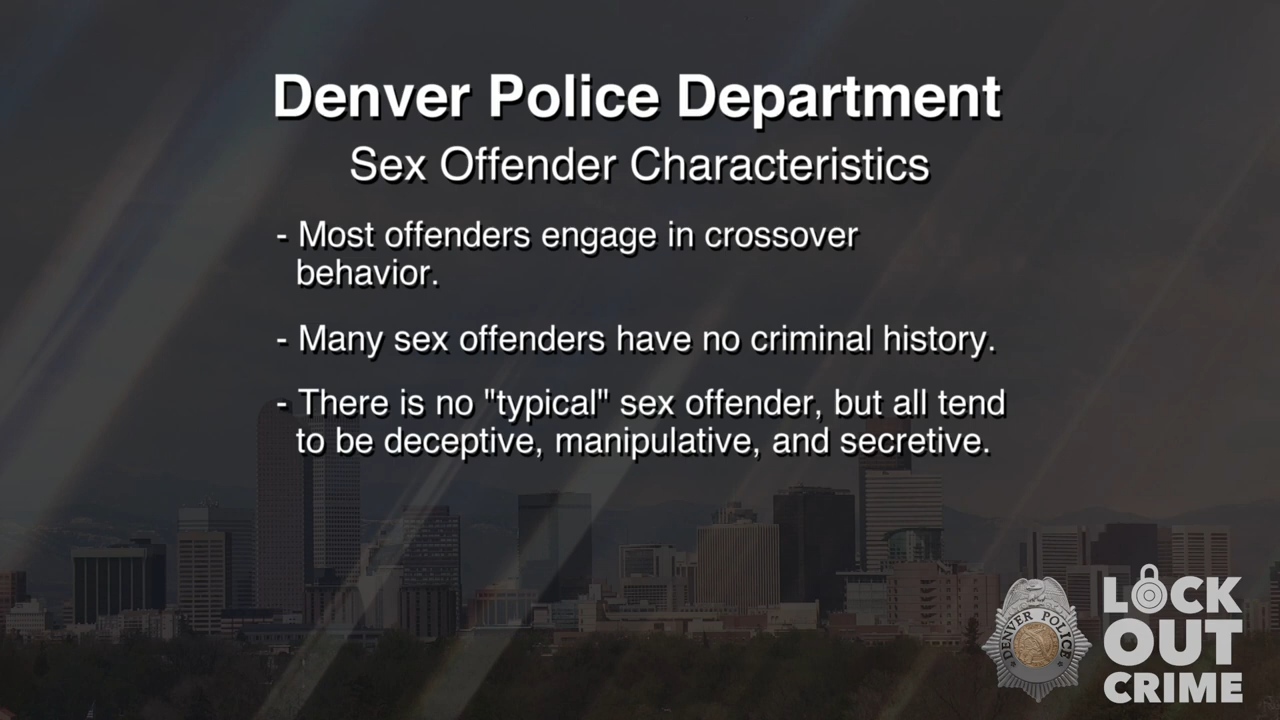 Denver Police Department
Sex Offender Characteristics
- Most offenders engage in crossover
behavior.
- Many sex offenders have no criminal history.
- There is no "typical" sex offender, but all tend
to be deceptive, manipulative, and secretive.
DENVER POLICE
LOCK
OUT
CRIME